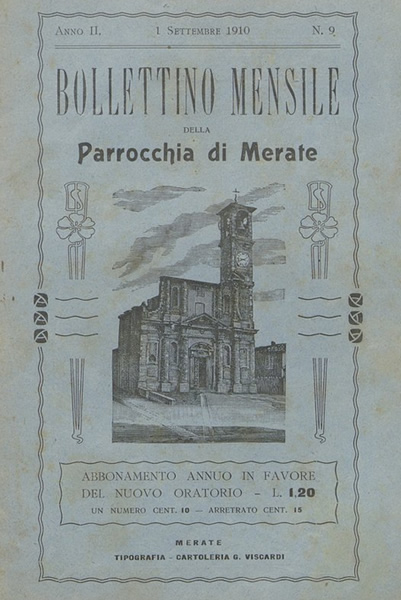 ANNO II. 1 SETTEMBRE 1910 N. 9
BOLLETTINO MENSILE
DELLA
Parrocchia di Merate
ABBONAMENTO ANNUO IN FAVORE
DEL NUOVO ORATORIO - L. 1.20
UN NUMERO CENT. 10 — ARRETRATO CENT. 15
MERATE
TIPOGRAFIA - CARTOLERIA G. VISCARDI